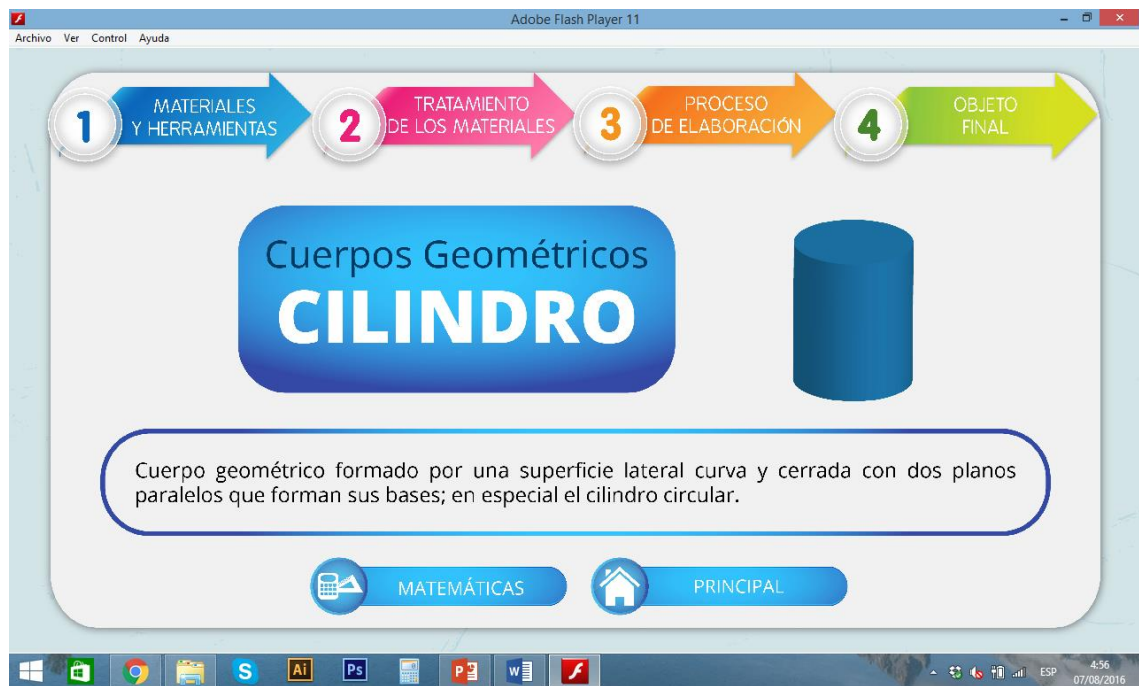 Adobe Flash Player 11
Archivo Ver Control Ayuda
1 MATERIALES
Y HERRAMIENTAS
2 TRATAMIENTO
DE LOS MATERIALES
3 PROCESO
DE ELABORACIÓN
4 OBJETO
FINAL
Cuerpos Geométricos
CILINDRO
Cuerpo geométrico formado por una superficie lateral curva y cerrada con dos planos
paralelos que forman sus bases; en especial el cilindro circular.
MATEMÁTICAS
PRINCIPAL
S
Ai
Ps
P
W
ESP
4:56
07/08/2016